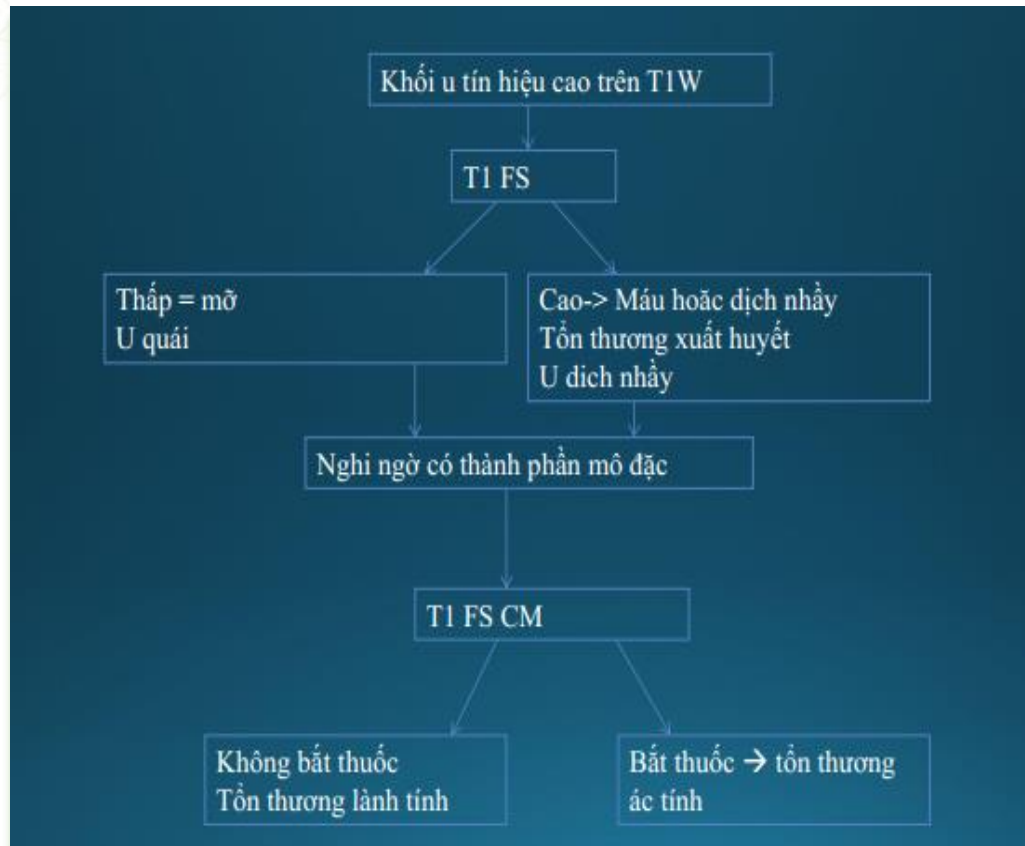 Khối u tín hiệu cao trên T1W
T1 FS
Thấp = mỡ
U quái
Cao-> Máu hoăc dịch nhầy
Tổn thương xuất huyết
U dich nhầy
Nghi ngờ có thành phần mô đặc
T1 FS CM
Không bắt thuốc
Tổn thương lành tính
Bắt thuốc → tổn thương
ác tính